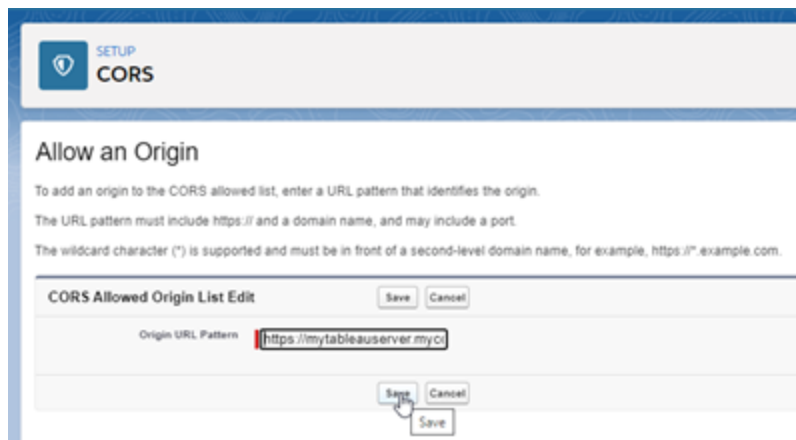 SETUP
CORS
Allow an Origin
To add an origin to the CORS allowed list, enter a URL pattern that identifies the origin.
The URL pattern must include https:// and a domain name, and may include a port.
The wildcard character (*) is supported and must be in front of a second-level domain name, for example, https://*.example.com.
CORS Allowed Origin List Edit Save Cancel
Origin URL Pattern https://mytableauserver.myco
Save Cancel
Save